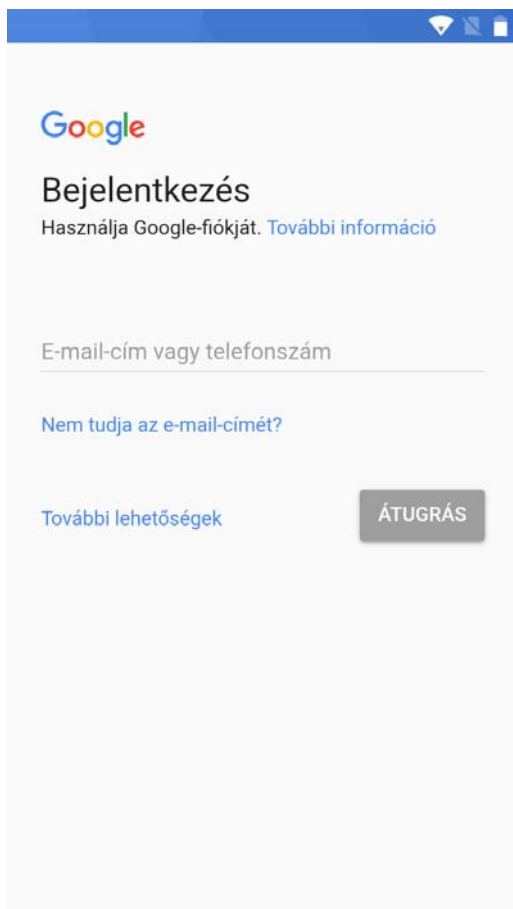 Google
Bejelentkezés
Használja Google-fiókját. További információ
E-mail-cím vagy telefonszám
Nem tudja az e-mail-címét?
További lehetőségek
ÁTUGRÁS